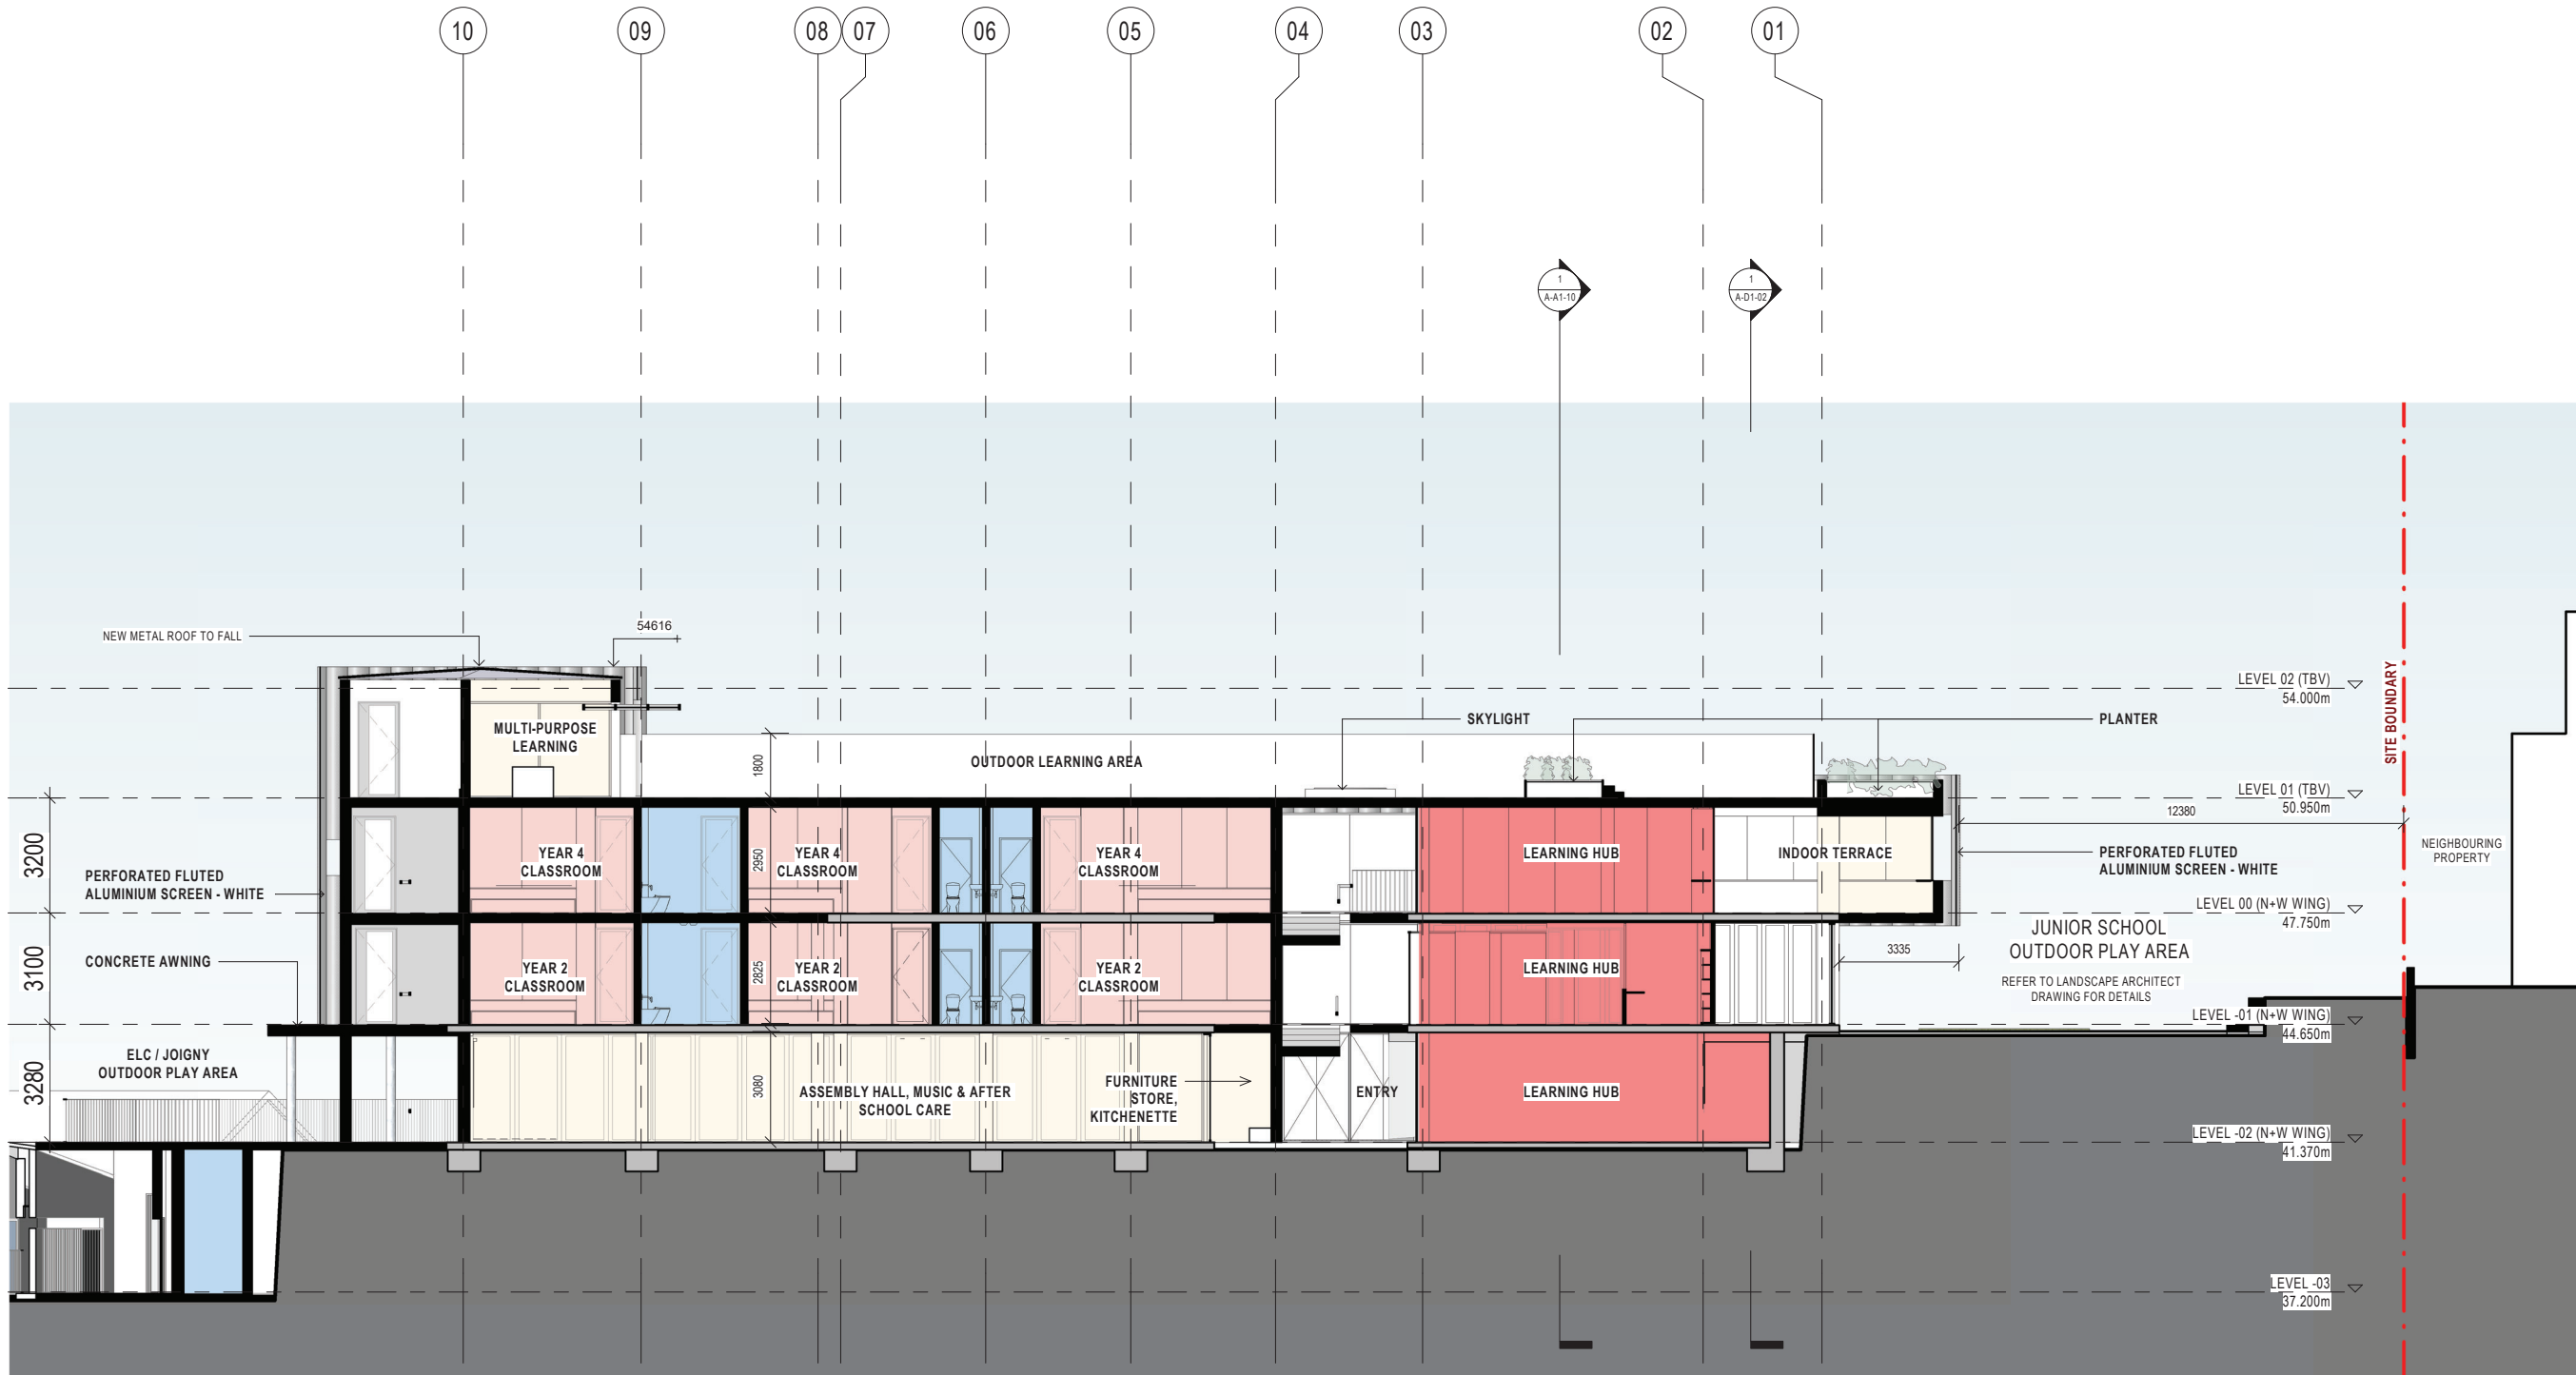 10
09
08
07
06
05
04
03
02
01
1
A-A1-10
1
A-D1-02
NEW METAL ROOF TO FALL
54616
LEVEL 02 (TBV)
54.000m
SITE BOUNDARY
MULTI-PURPOSE
LEARNING
SKYLIGHT
PLANTER
OUTDOOR LEARNING AREA
1800
LEVEL 01 (TBV)
50.950m
12380
3200
YEAR 4
CLASSROOM
2950
YEAR 4
CLASSROOM
YEAR 4
CLASSROOM
LEARNING HUB
INDOOR TERRACE
PERFORATED FLUTED
ALUMINIUM SCREEN - WHITE
NEIGHBOURING
PROPERTY
PERFORATED FLUTED
ALUMINIUM SCREEN - WHITE
LEVEL 00 (N+W WING)
47.750m
JUNIOR SCHOOL
OUTDOOR PLAY AREA
3335
REFER TO LANDSCAPE ARCHITECT
DRAWING FOR DETAILS
3100
CONCRETE AWNING
YEAR 2
CLASSROOM
2825
YEAR 2
CLASSROOM
YEAR 2
CLASSROOM
LEARNING HUB
LEVEL -01 (N+W WING)
44.650m
3280
ELC / JOIGNY
OUTDOOR PLAY AREA
3080
ASSEMBLY HALL, MUSIC & AFTER
SCHOOL CARE
FURNITURE
STORE,
KITCHENETTE
ENTRY
LEARNING HUB
LEVEL -02 (N+W WING)
41.370m
LEVEL -03
37.200m